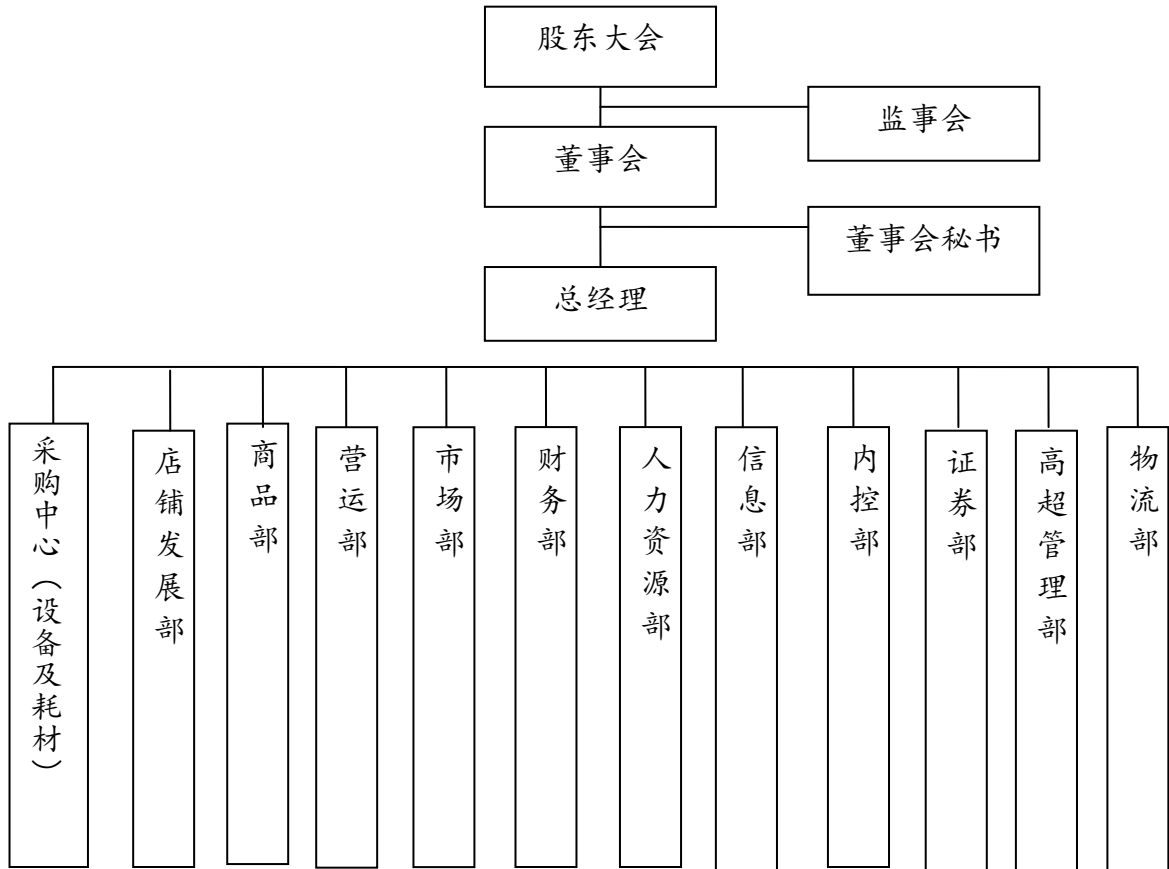 股东大会
监事会
董事会
董事会秘书
总经理
采购中心（设备及耗材）
店铺发展部
商品部
营运部
市场部
财务部
人力资源部
信息部
内控部
证券部
高超管理部
物流部